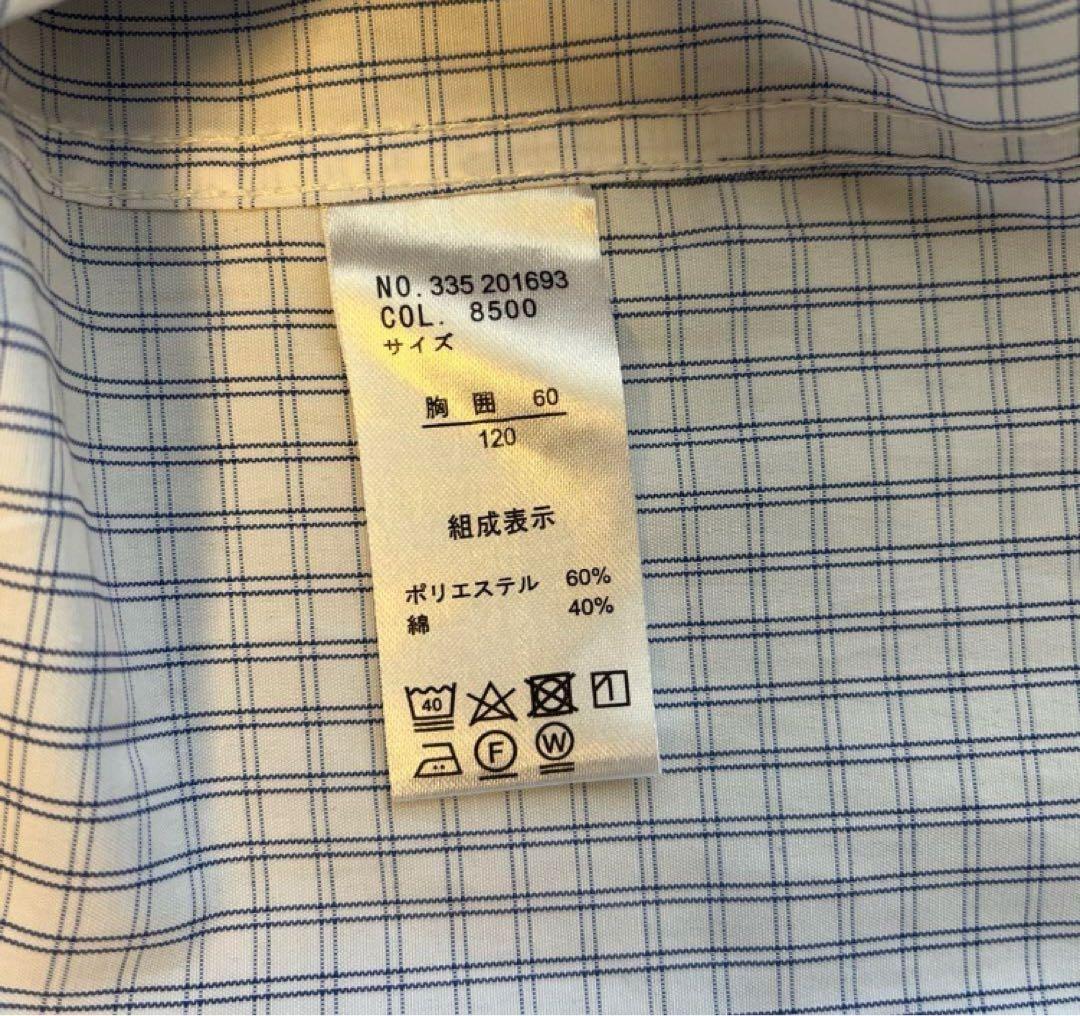 NO. 335 201693
COL. 8500
サイズ
胸 囲 60
120
組成表示
ポリエステル 60%
綿 40%
40
F W